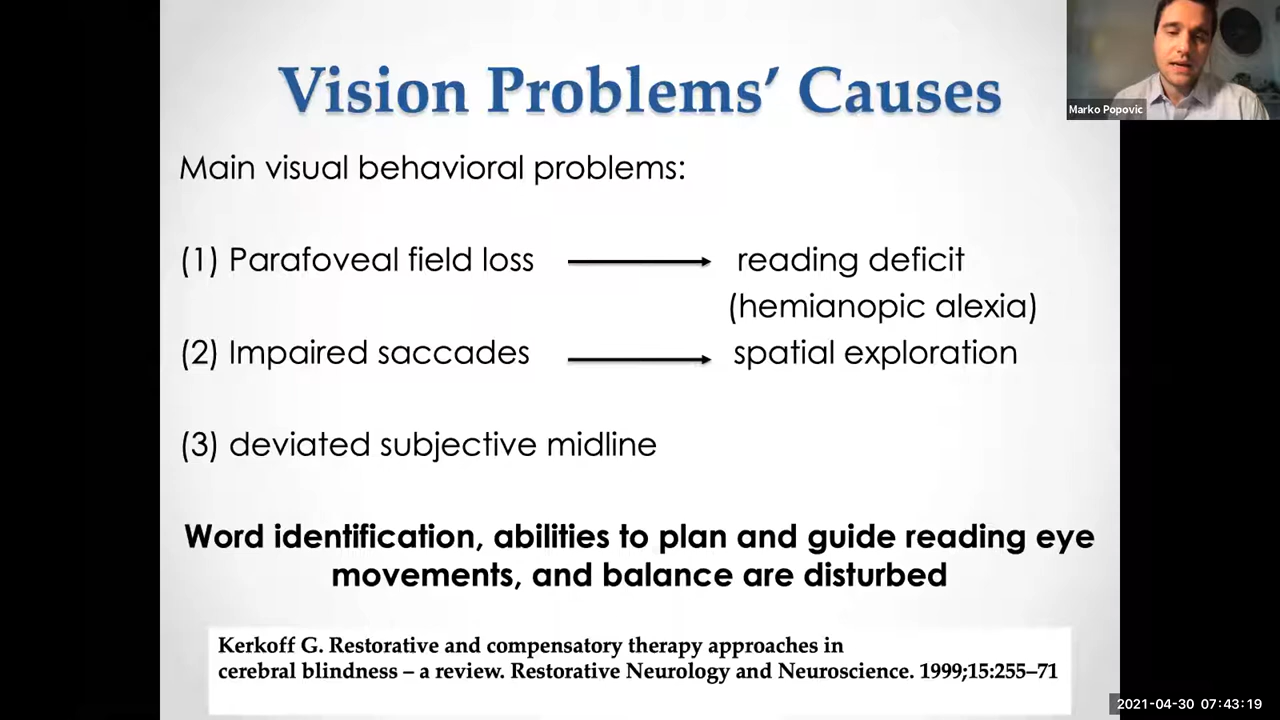 Vision Problems’ Causes
Marko Popovic
Main visual behavioral problems:
(1) Parafoveal field loss reading deficit
(hemianopic alexia)
(2) Impaired saccades spatial exploration
(3) deviated subjective midline
Word identification, abilities to plan and guide reading eye
movements, and balance are disturbed
Kerkoff G. Restorative and compensatory therapy approaches in
cerebral blindness – a review. Restorative Neurology and Neuroscience. 1999;15:255–71
2021-04-30 07:43:19